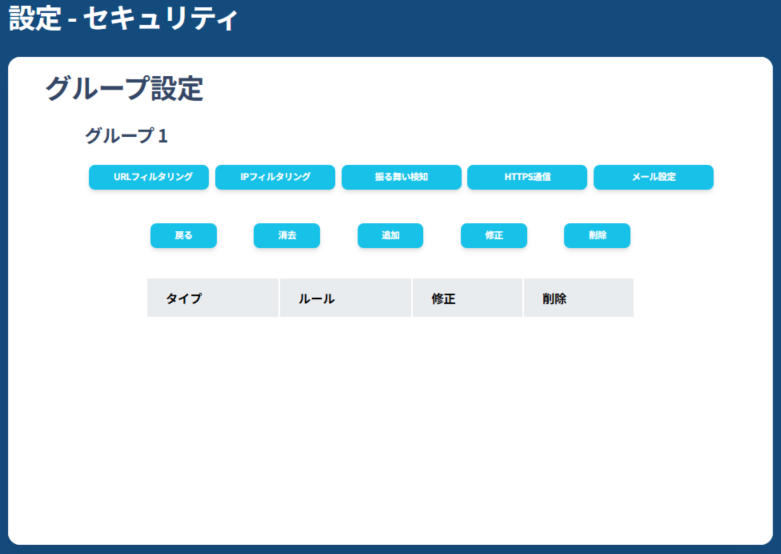 設定 - セキュリティ
グループ設定
グループ 1
URLフィルタリング IPフィルタリング 振る舞い検知 HTTPS通信 メール設定
戻る 消去 追加 修正 削除
タイプ ルール 修正 削除